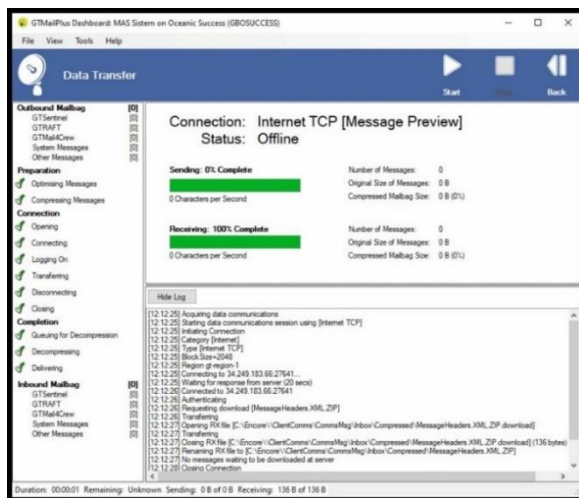 GTMailPlus Dashboard: MAS Sistern on Oceanic Success (GBOSUCCESS)
File View Tools Help
Data Transfer
Start
Back
Outbound Mailbag [0]
GTSentinel [0]
GTRAFT [0]
GTMail4Crew [0]
System Messages [0]
Other Messages [0]
Preparation
Optimising Messages
Compressing Messages
Connection
Opening
Connecting
Logging On
Transferring
Disconnecting
Closing
Completion
Queuing for Decompression
Decompressing
Delivering
Inbound Mailbag [0]
GTSentinel [0]
GTRAFT [0]
GTMail4Crew [0]
System Messages [0]
Other Messages [0]
Connection: Internet TCP [Message Preview]
Status: Offline
Sending: 0% Complete
0 Characters per Second
Number of Messages: 0
Original Size of Messages: 0 B
Compressed Mailbag Size: 0 B (0%)
Receiving: 100% Complete
0 Characters per Second
Number of Messages: 0
Original Size of Messages: 0 B
Compressed Mailbag Size: 0 B (0%)
Hide Log
[12:12:25] Acquiring data communications
[12:12:25] Starting data communications session using [Internet TCP]
[12:12:25] Initiating Connection
[12:12:25] Category [Internet]
[12:12:25] Type [Internet TCP]
[12:12:25] BlockSize=2048
[12:12:25] Region gt-region-1
[12:12:25] Connecting to 34.249.183.66:27641...
[12:12:25] Waiting for response from server (20 secs)
[12:12:26] Connected to 34.249.183.66:27641
[12:12:26] Authenticating
[12:12:26] Requesting download [MessageHeaders.XML.ZIP]
[12:12:26] Transferring
[12:12:27] Opening RX file [C:\Encore\\ClientComms\CommsMsg\Inbox\Compressed\MessageHeaders.XML.ZIP.download]
[12:12:27] Transferring
[12:12:27] Closing RX file [C:\Encore\\ClientComms\CommsMsg\Inbox\Compressed\MessageHeaders.XML.ZIP.download] (136 bytes)
[12:12:27] Renaming RX file to [C:\Encore\\ClientComms\CommsMsg\Inbox\Compressed\MessageHeaders.XML.ZIP]
[12:12:27] No messages waiting to be downloaded at server
[12:12:28] Closing Connection
Duration: 00:00:01 Remaining: Unknown Sending: 0 B of 0 B Receiving: 136 B of 136 B